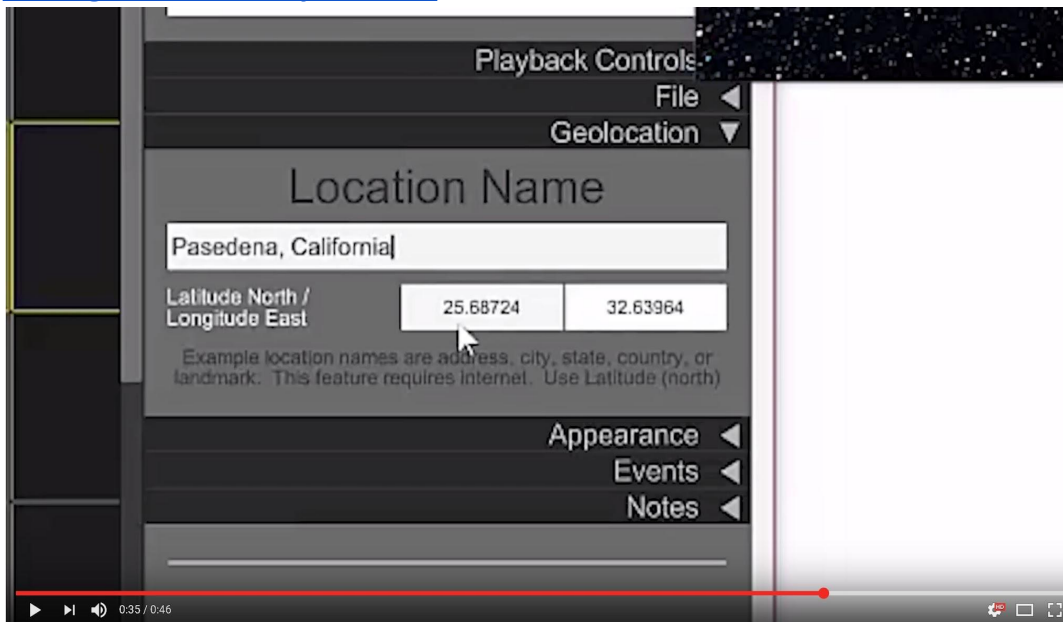 Playback Controls
File
Geolocation
Location Name
Pasedena, California
Latitude North /
Longitude East
25.68724
32.63964
Example location names are address, city, state, country, or
landmark. This feature requires internet. Use Latitude (north)
Appearance
Events
Notes
0:35 / 0:46
HD